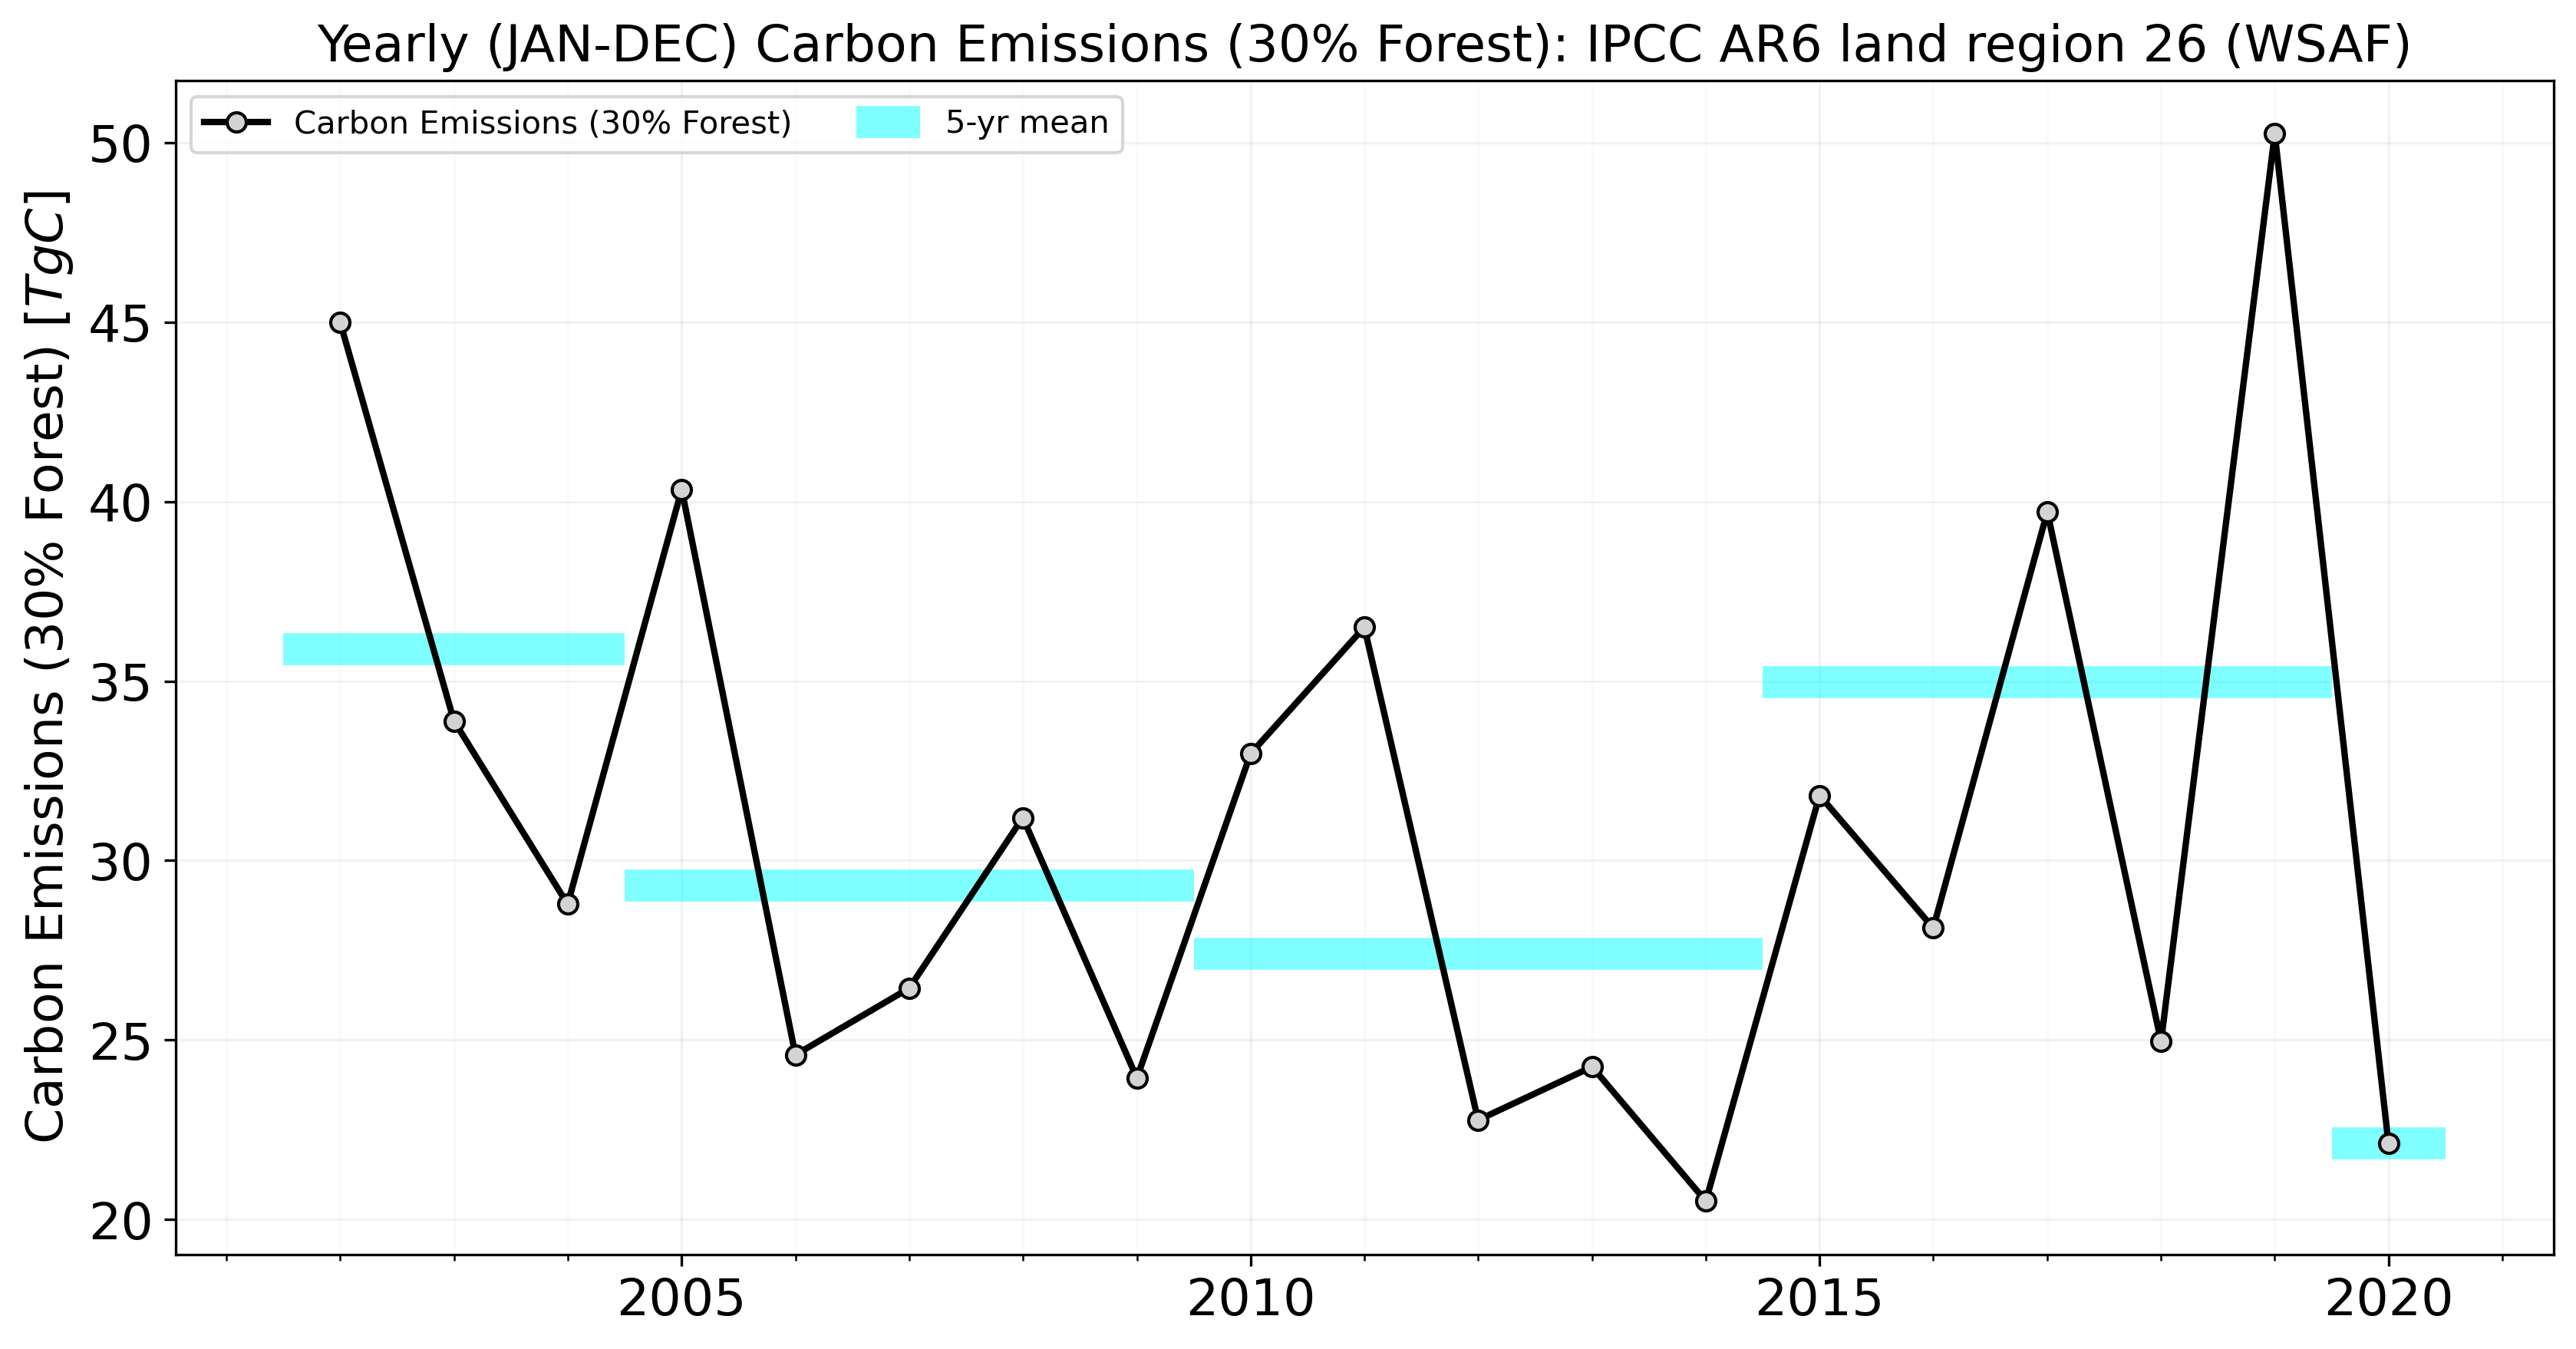 Yearly (JAN-DEC) Carbon Emissions (30% Forest): IPCC AR6 land region 26 (WSAF)
Carbon Emissions (30% Forest)
5-yr mean
Carbon Emissions (30% Forest) [TgC]
50
45
40
35
30
25
20
2005
2010
2015
2020